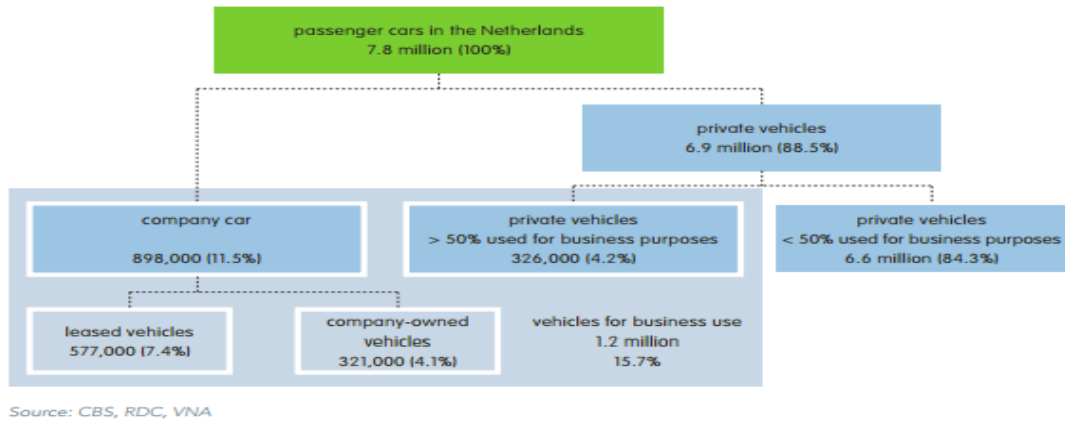 passenger cars in the Netherlands
7.8 million (100%)
private vehicles
6.9 million (88.5%)
company car
898,000 (11.5%)
private vehicles
> 50% used for business purposes
326,000 (4.2%)
private vehicles
< 50% used for business purposes
6.6 million (84.3%)
leased vehicles
577,000 (7.4%)
company-owned
vehicles
321,000 (4.1%)
vehicles for business use
1.2 million
15.7%
Source: CBS, RDC, VNA